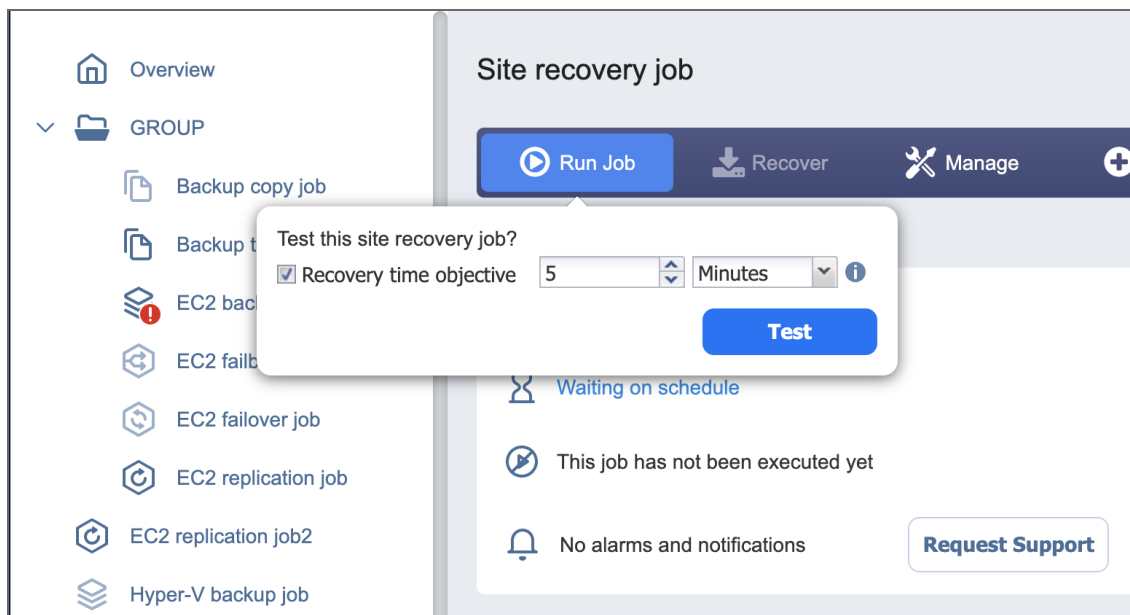 Overview
GROUP
Backup copy job
Backup
EC2
EC2
EC2 failover job
EC2 replication job
EC2 replication job2
Hyper-V backup job
Site recovery job
Run Job
Recover
Manage
Test this site recovery job?
Recovery time objective 5 Minutes
Test
Waiting on schedule
This job has not been executed yet
No alarms and notifications
Request Support